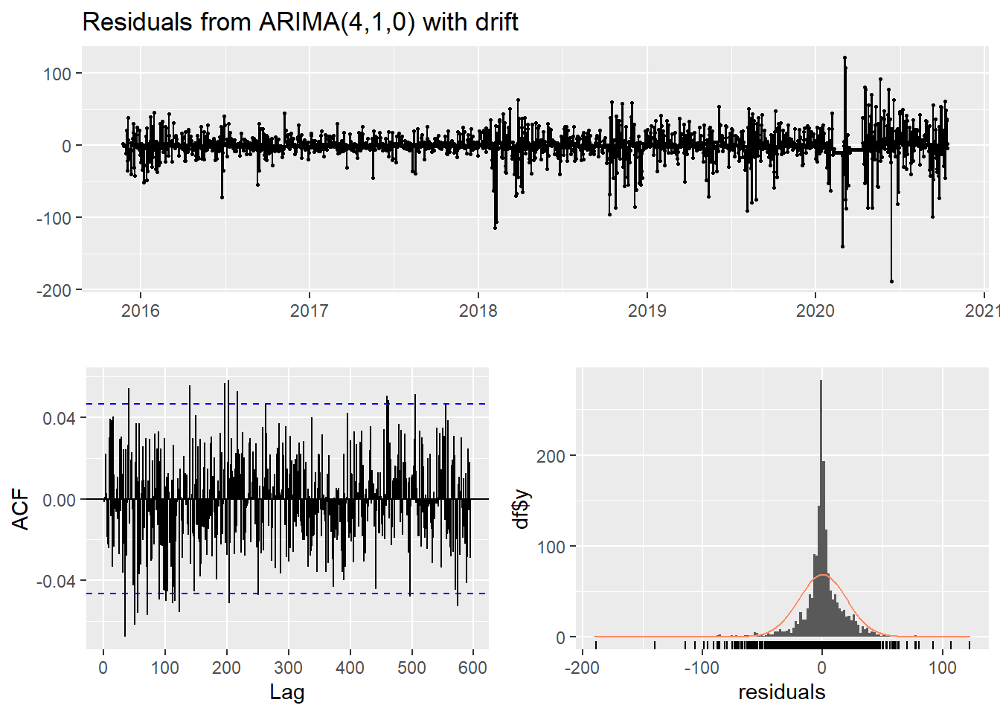 Residuals from ARIMA(4,1,0) with drift
100
0
-100
-200
2016 2017 2018 2019 2020 2021
ACF
0.04
0.00
-0.04
0 100 200 300 400 500 600
Lag
df$y
200
100
0
-200 -100 0 100
residuals